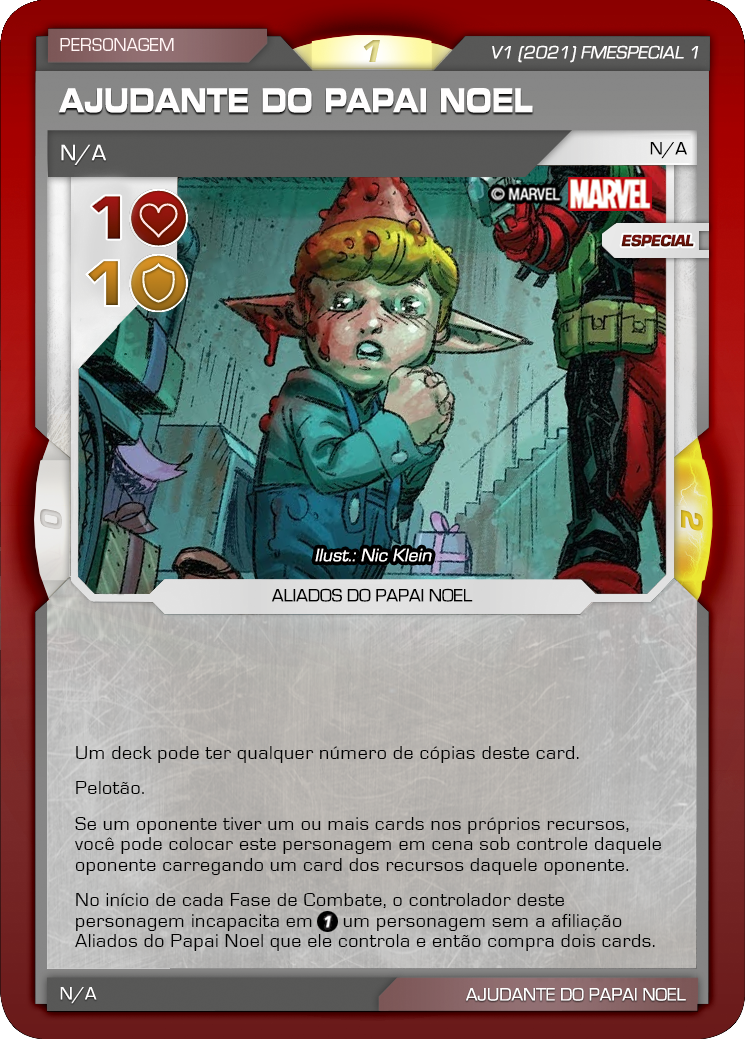 PERSONAGEM
1
V1 (2021) FMESPECIAL 1
AJUDANTE DO PAPAI NOEL
N/A
N/A
1
© MARVEL MARVEL
ESPECIAL
1
0
2
Ilust.: Nic Klein
ALIADOS DO PAPAI NOEL
Um deck pode ter qualquer número de cópias deste card.
Pelotão.
Se um oponente tiver um ou mais cards nos próprios recursos,
você pode colocar este personagem em cena sob controle daquele
oponente carregando um card dos recursos daquele oponente.
No início de cada Fase de Combate, o controlador deste
personagem incapacita em 1 um personagem sem a afiliação
Aliados do Papai Noel que ele controla e então compra dois cards.
N/A
AJUDANTE DO PAPAI NOEL